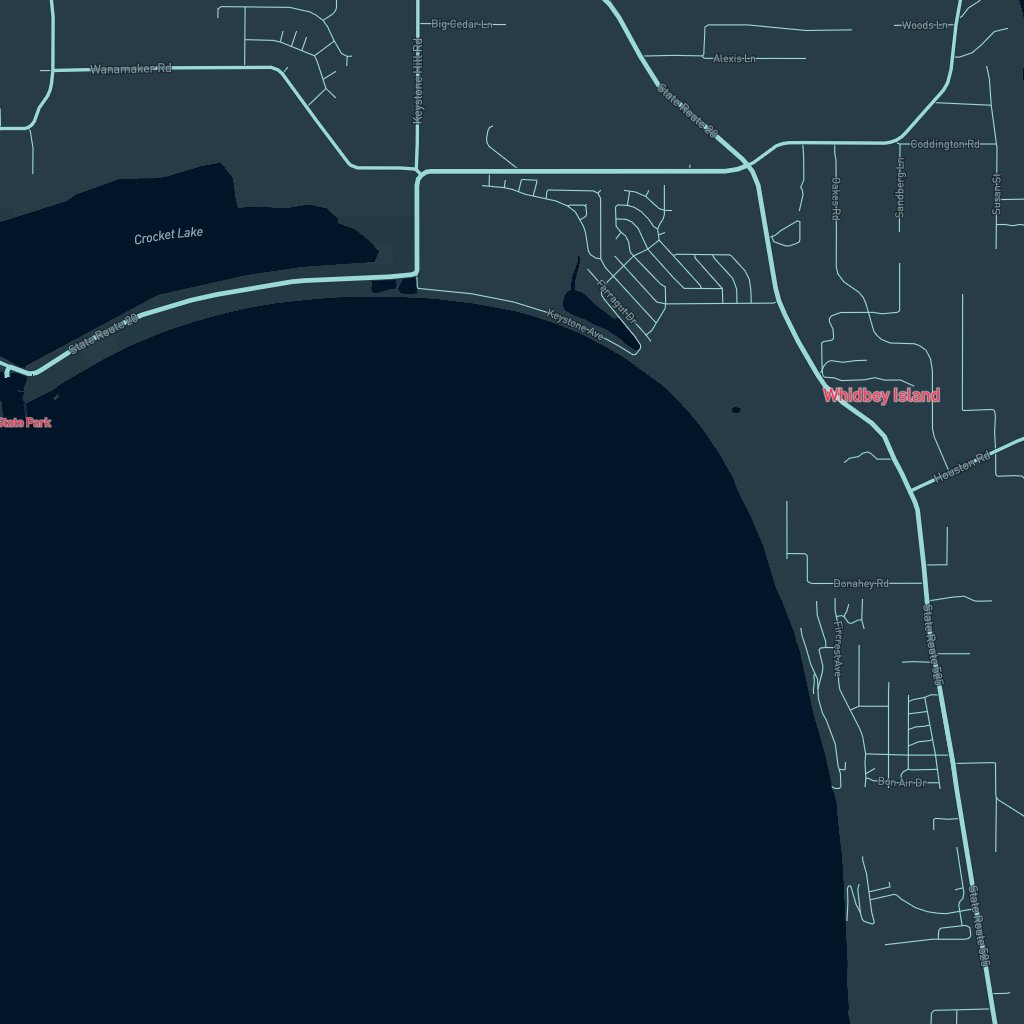 Big Cedar Ln
Woods Ln
Alexis Ln
Wanamaker Rd
Keystone Hill Rd
State Route 20
Coddington Rd
Oakes Rd
Sandberg Ln
Susan St
Crocket Lake
State Route 20
Farragut Dr
Keystone Ave
Whidbey Island
State Park
Houston Rd
Donahey Rd
Fircrest Ave
State Route 525
Bon Air Dr
State Route 525